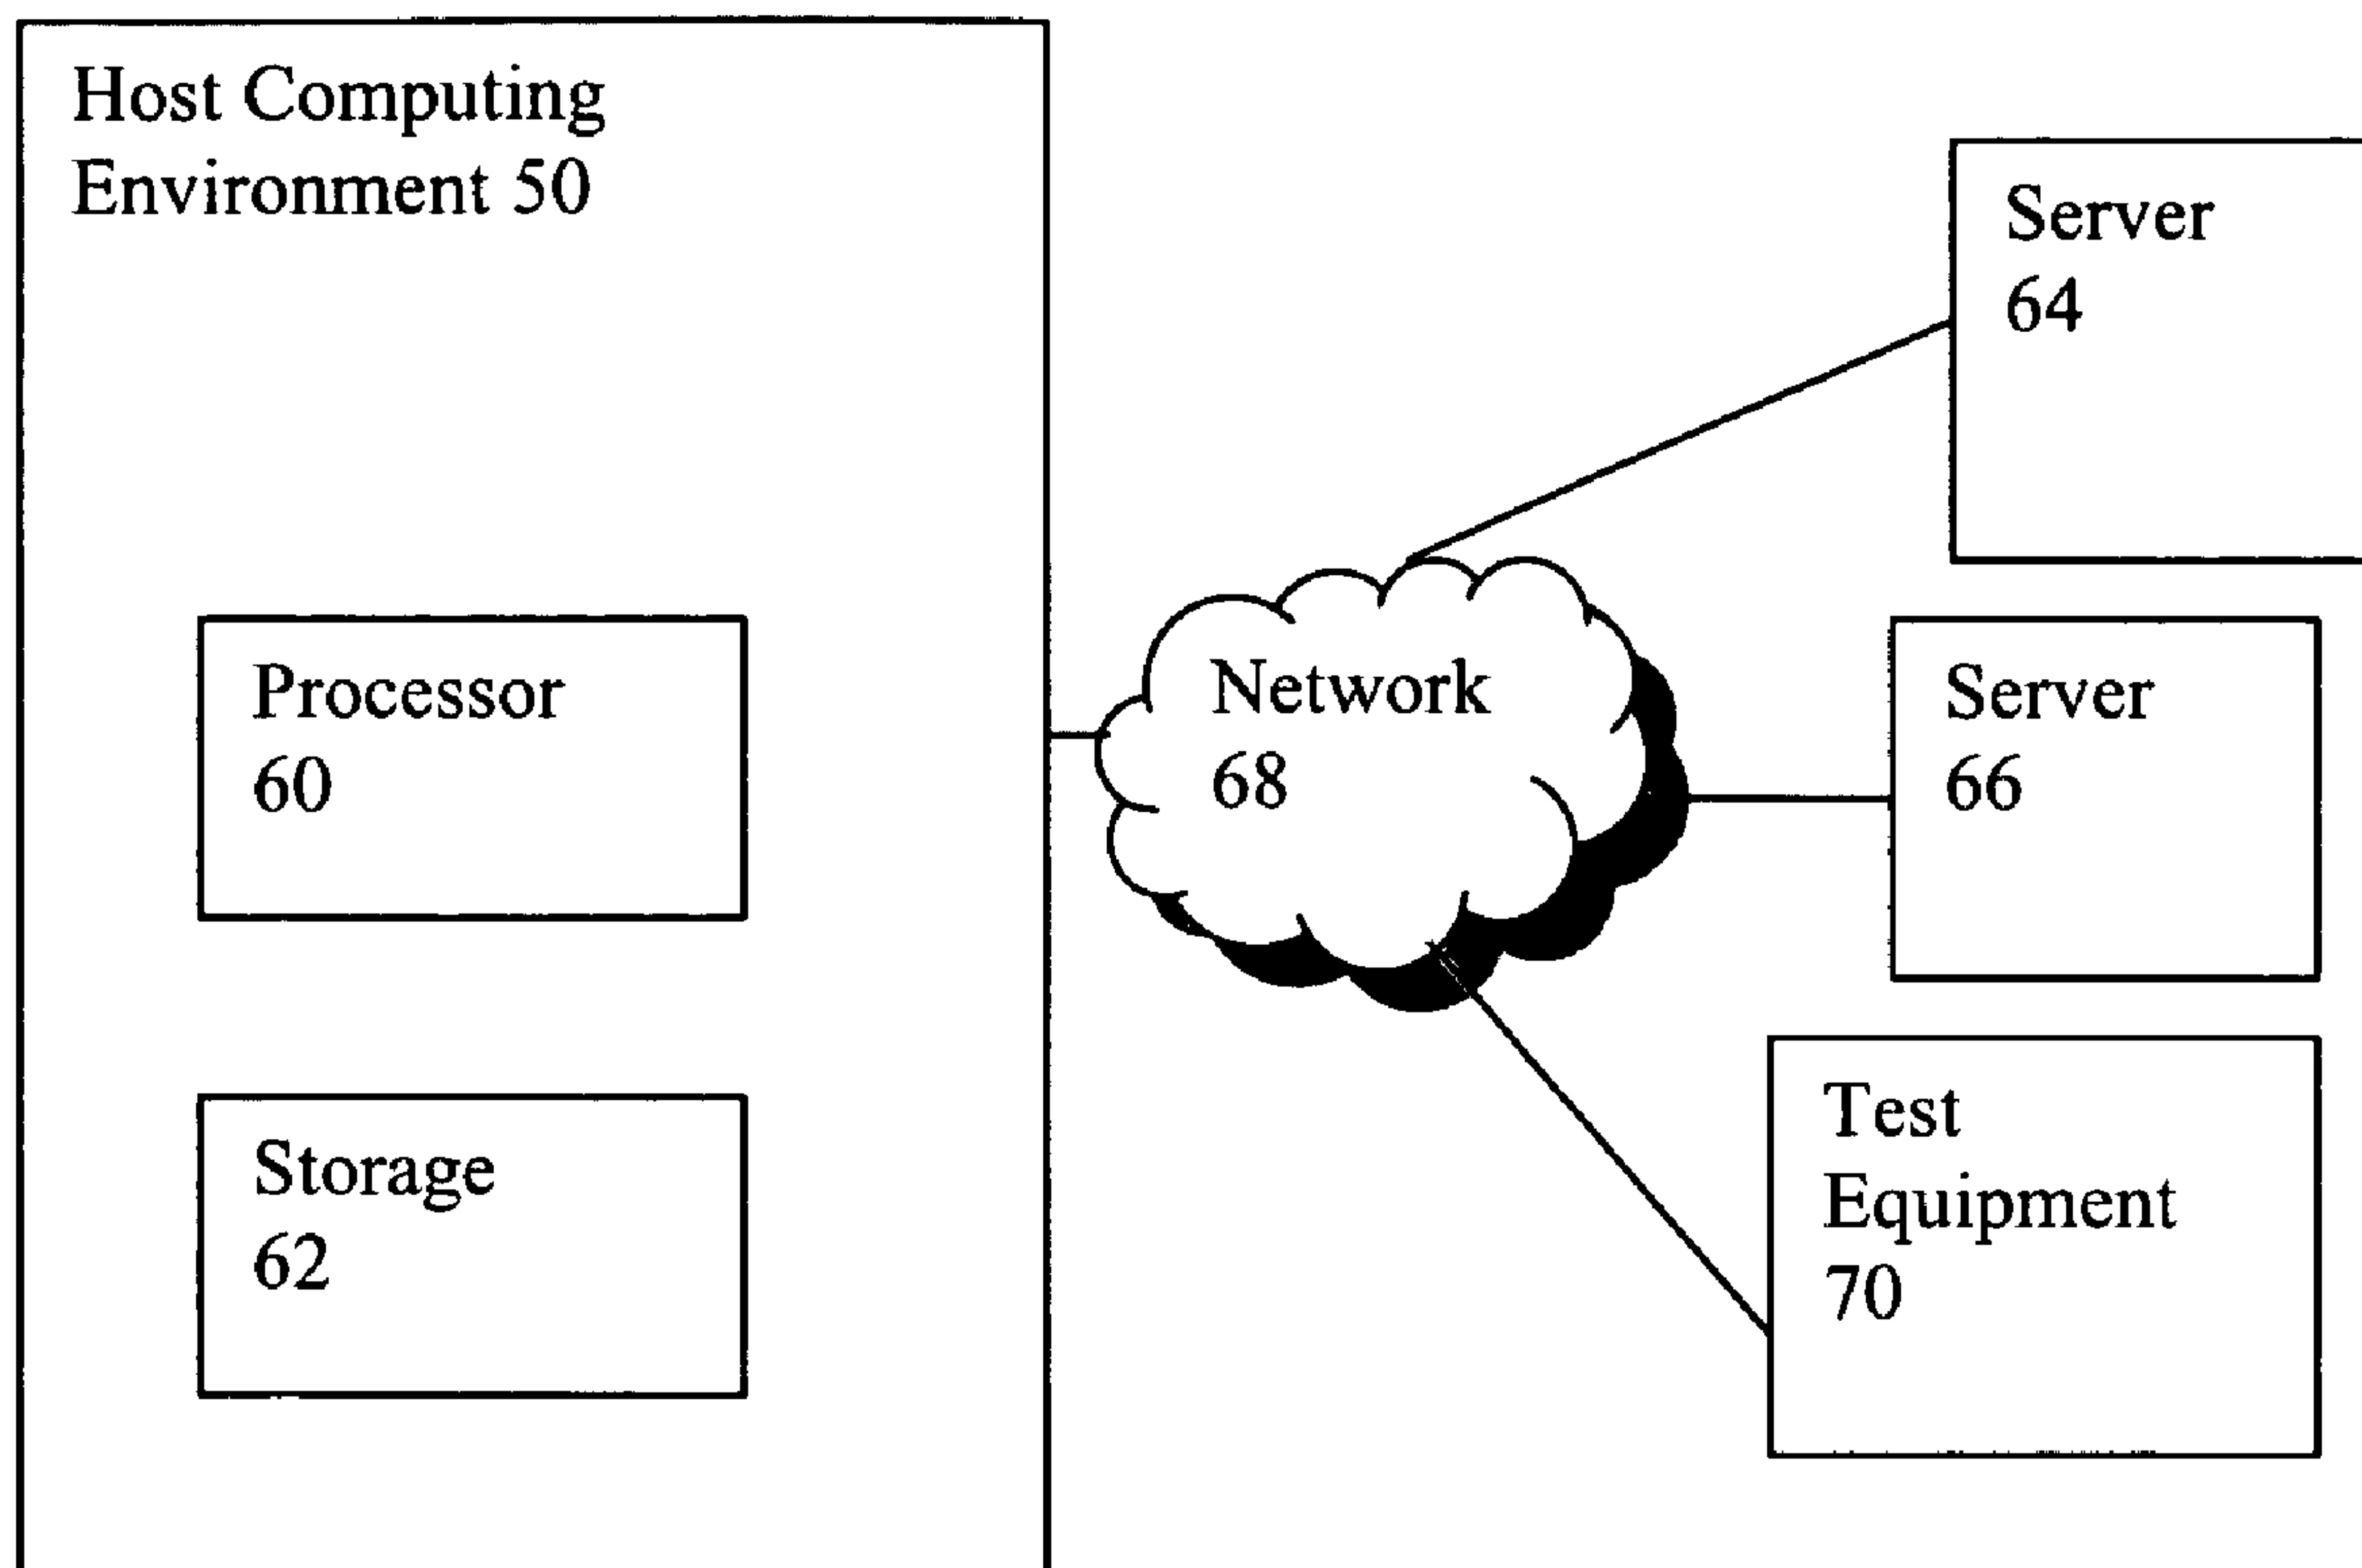 Host Computing
Environment 50
Processor
60
Storage
62
Network
68
Server
64
Server
66
Test
Equipment
70